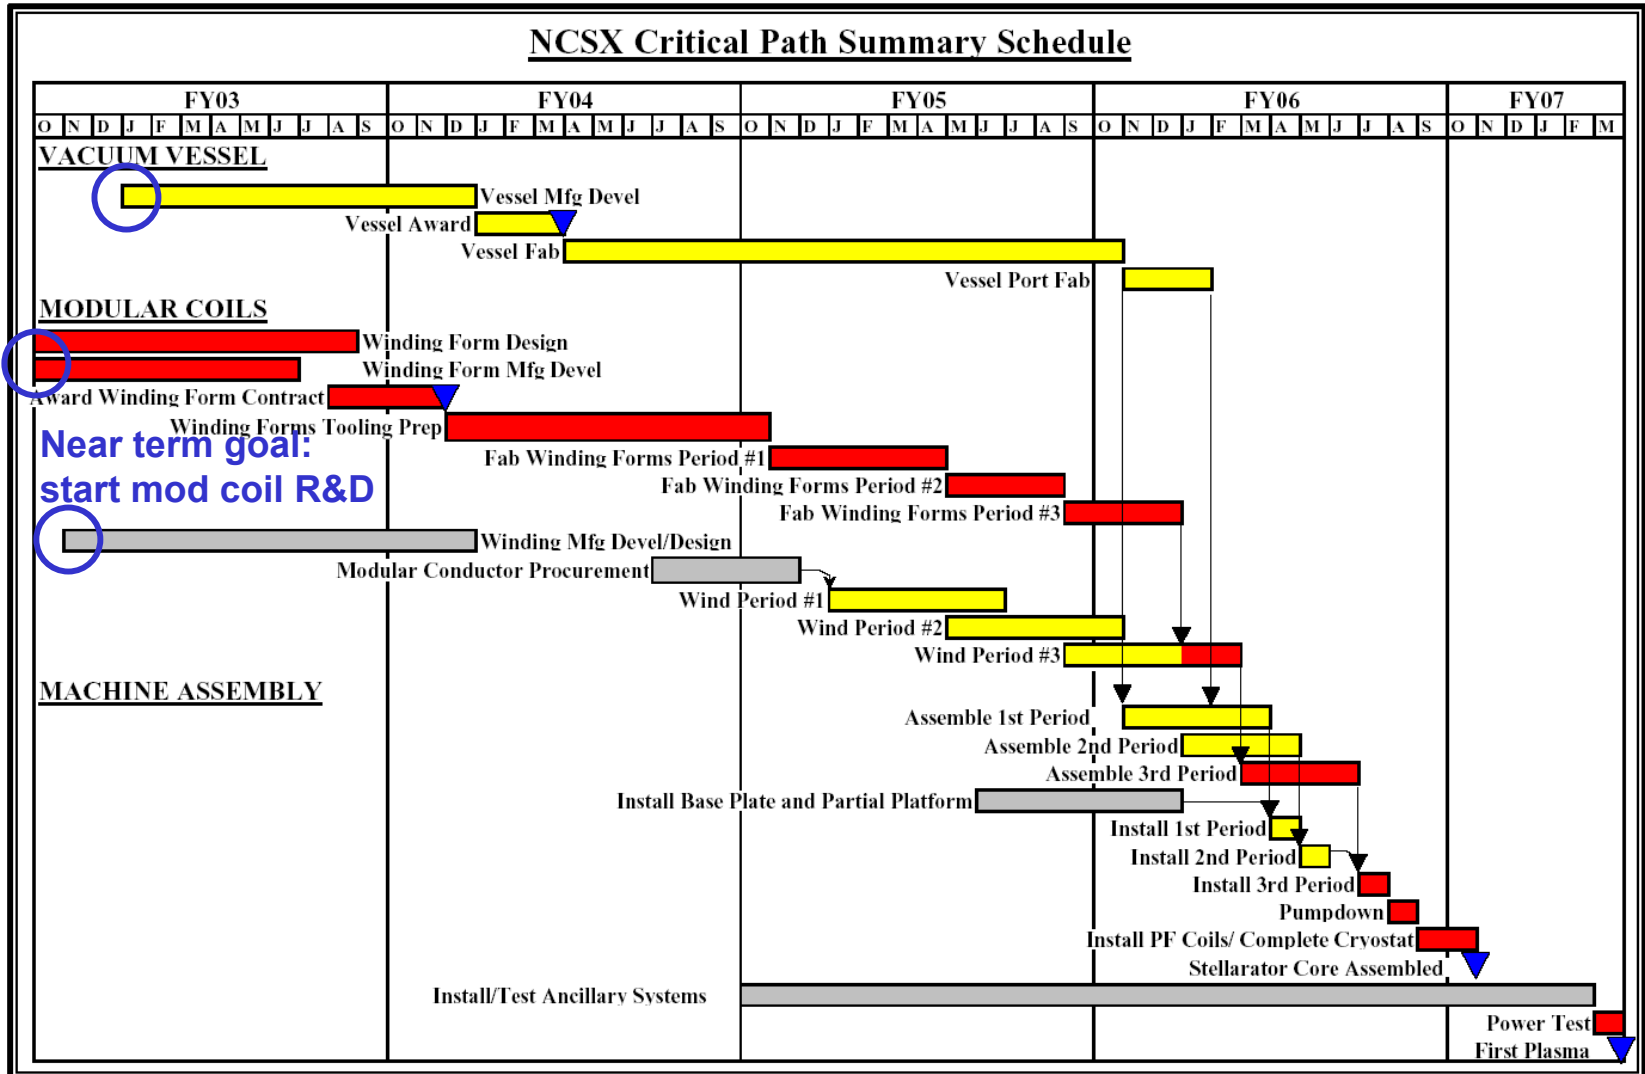 NCSX Critical Path Summary Schedule
FY03 FY04 FY05 FY06 FY07
O N D J F M A M J J A S O N D J F M A M J J A S O N D J F M A M J J A S O N D J F M A M J J A S O N D J F M
VACUUM VESSEL
Vessel Mfg Devel
Vessel Award
Vessel Fab
Vessel Port Fab
MODULAR COILS
Winding Form Design
Winding Form Mfg Devel
Award Winding Form Contract
Winding Forms Tooling Prep
Near term goal:
start mod coil R&D
Fab Winding Forms Period #1
Fab Winding Forms Period #2
Fab Winding Forms Period #3
Winding Mfg Devel/Design
Modular Conductor Procurement
Wind Period #1
Wind Period #2
Wind Period #3
MACHINE ASSEMBLY
Assemble 1st Period
Assemble 2nd Period
Assemble 3rd Period
Install Base Plate and Partial Platform
Install 1st Period
Install 2nd Period
Install 3rd Period
Pumpdown
Install PF Coils/ Complete Cryostat
Stellarator Core Assembled
Install/Test Ancillary Systems
Power Test
First Plasma